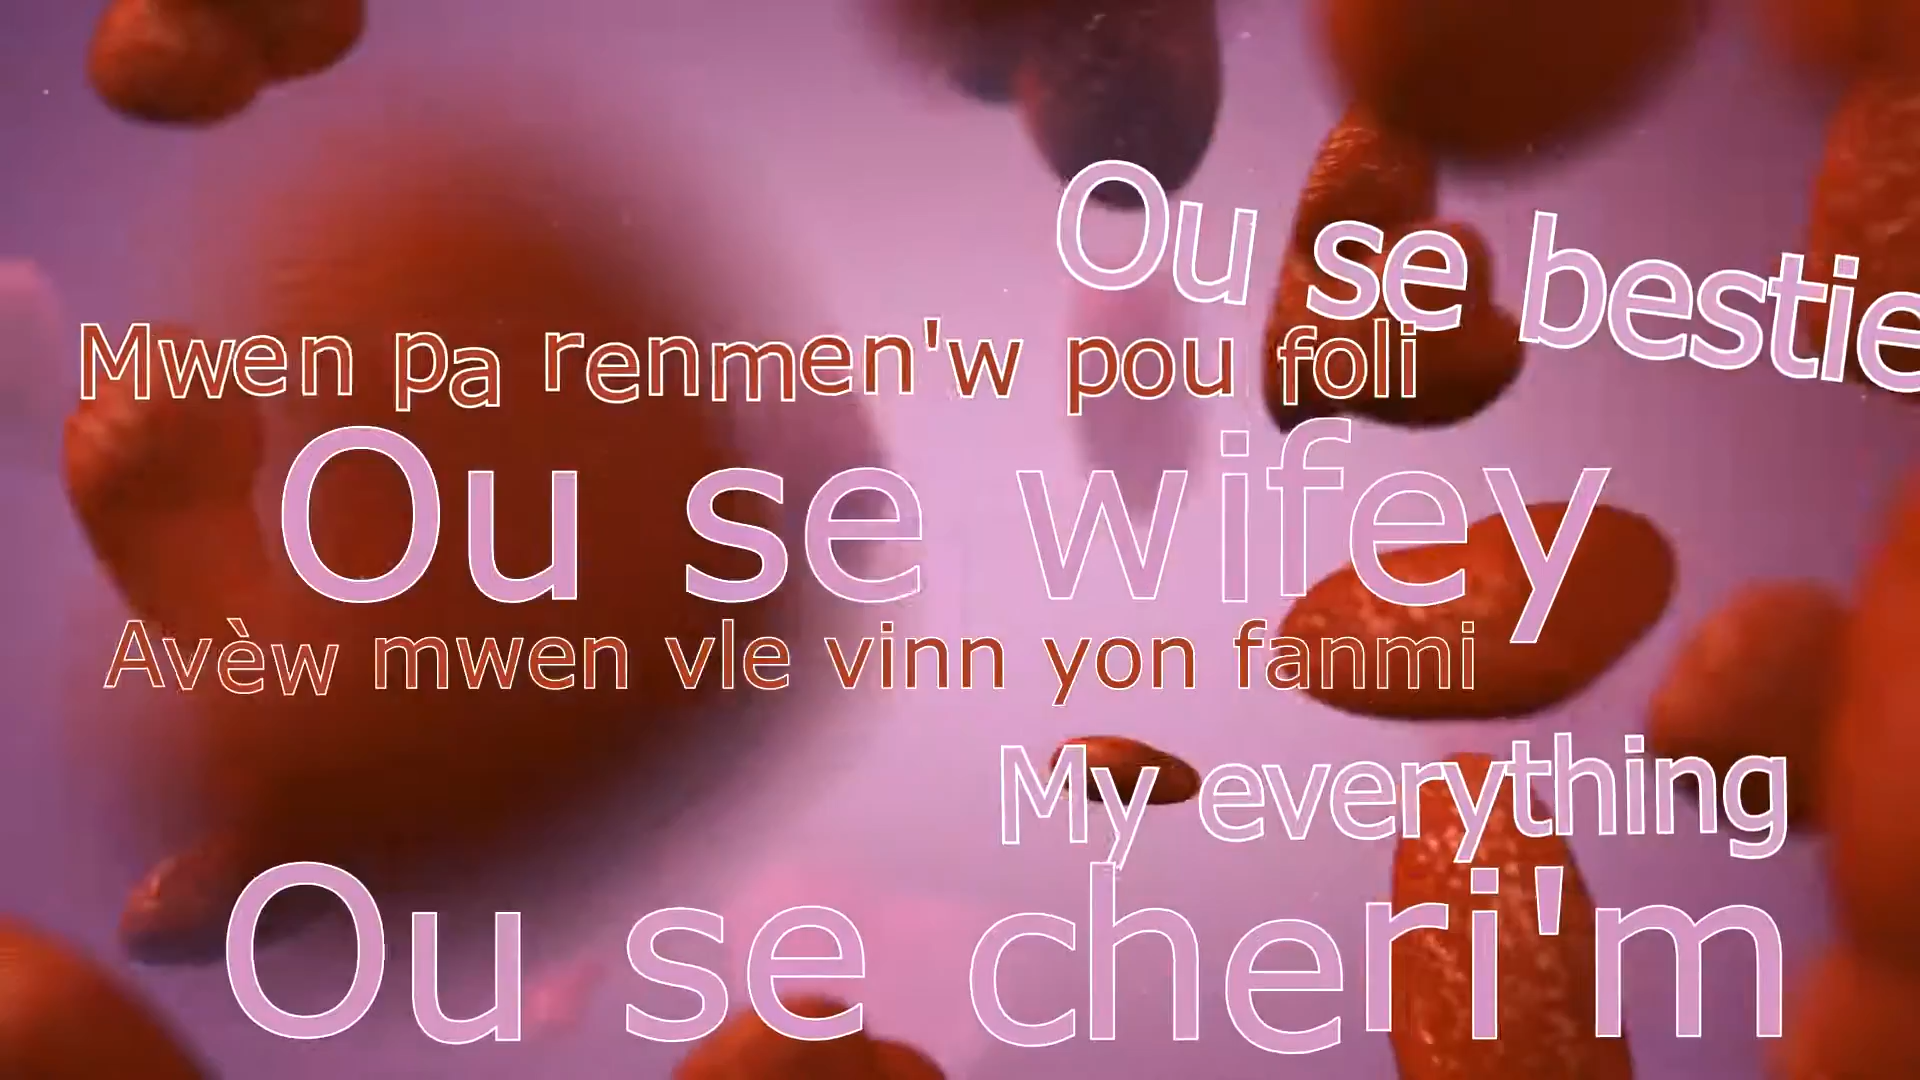 Ou se bestie
Mwen pa renmen'w pou foli
Ou se wifey
Avèw mwen vle vinn yon fanmi
My everything
Ou se cheri'm